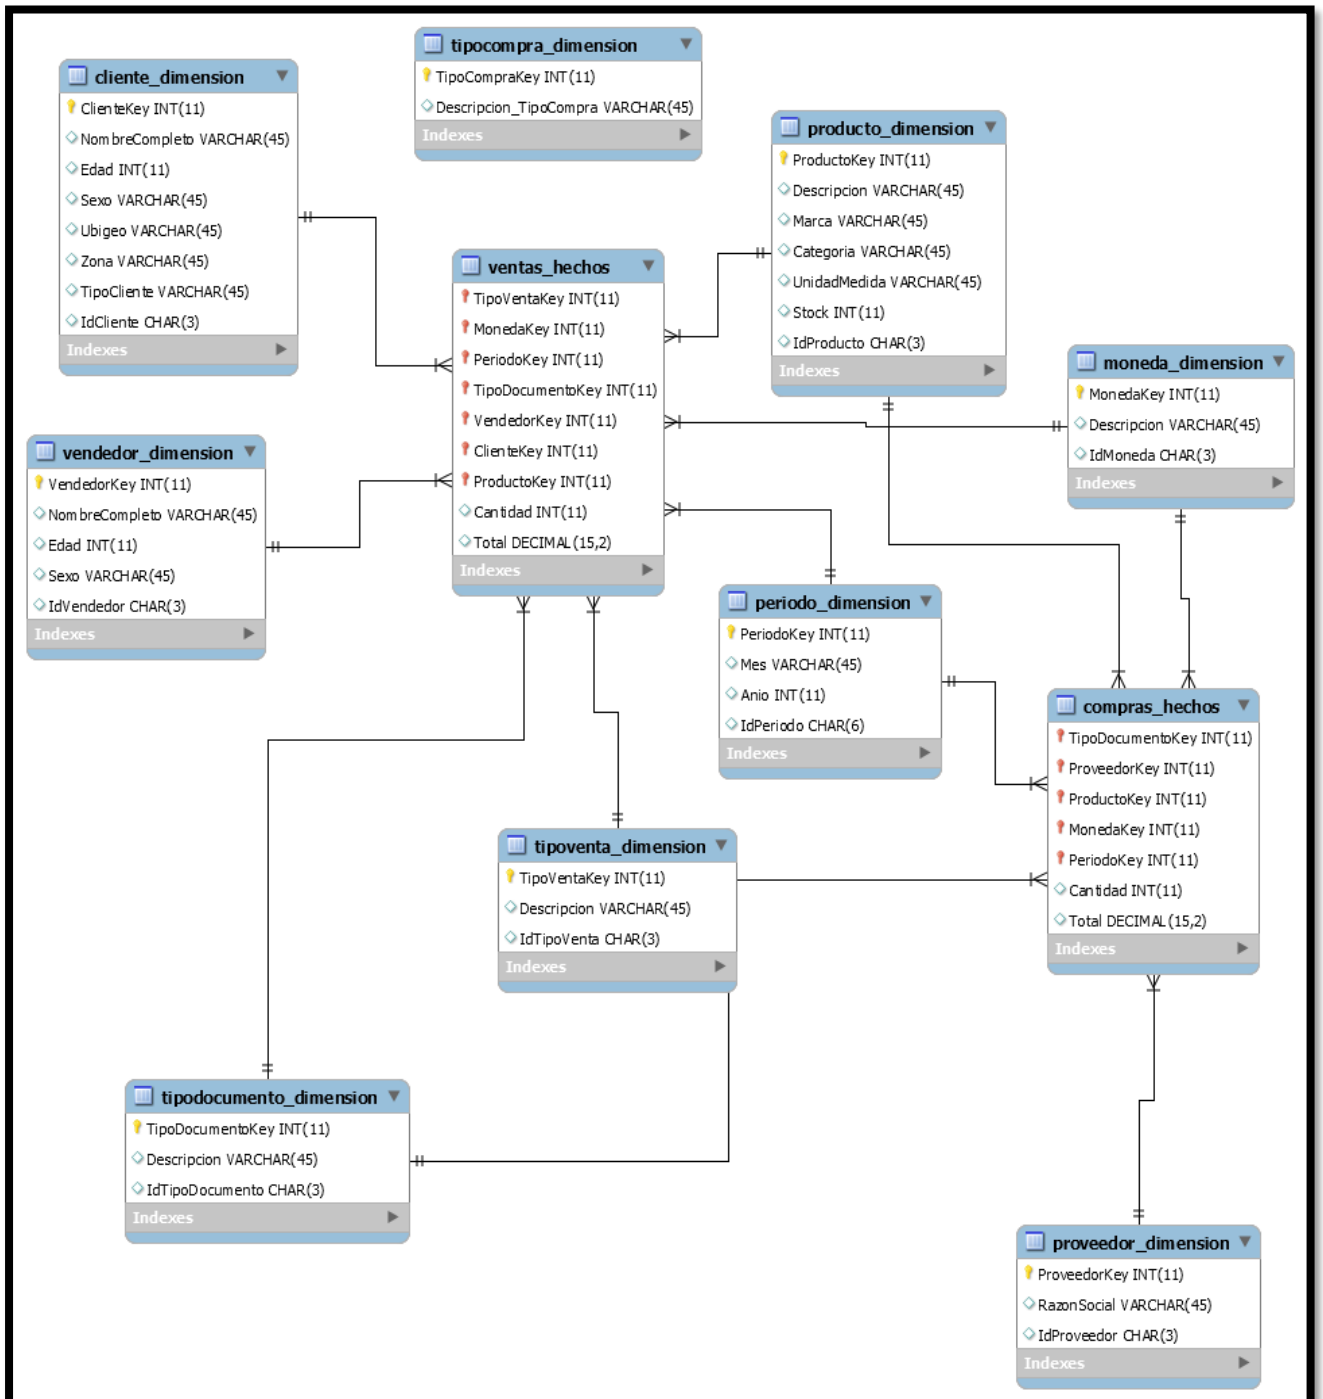 tipocompra_dimension
TipoCompraKey INT(11)
Descripcion_TipoCompra VARCHAR(45)
Indexes
cliente_dimension
ClienteKey INT(11)
NombreCompleto VARCHAR(45)
Edad INT(11)
Sexo VARCHAR(45)
Ubigeo VARCHAR(45)
Zona VARCHAR(45)
TipoCliente VARCHAR(45)
IdCliente CHAR(3)
Indexes
producto_dimension
ProductoKey INT(11)
Descripcion VARCHAR(45)
Marca VARCHAR(45)
Categoria VARCHAR(45)
UnidadMedida VARCHAR(45)
Stock INT(11)
IdProducto CHAR(3)
Indexes
ventas_hechos
TipoVentaKey INT(11)
MonedaKey INT(11)
PeriodoKey INT(11)
TipoDocumentoKey INT(11)
VendedorKey INT(11)
ClienteKey INT(11)
ProductoKey INT(11)
Cantidad INT(11)
Total DECIMAL(15,2)
Indexes
moneda_dimension
MonedaKey INT(11)
Descripcion VARCHAR(45)
IdMoneda CHAR(3)
Indexes
vendedor_dimension
VendedorKey INT(11)
NombreCompleto VARCHAR(45)
Edad INT(11)
Sexo VARCHAR(45)
IdVendedor CHAR(3)
Indexes
periodo_dimension
PeriodoKey INT(11)
Mes VARCHAR(45)
Anio INT(11)
IdPeriodo CHAR(6)
Indexes
compras_hechos
TipoDocumentoKey INT(11)
ProveedorKey INT(11)
ProductoKey INT(11)
MonedaKey INT(11)
PeriodoKey INT(11)
Cantidad INT(11)
Total DECIMAL(15,2)
Indexes
tipoventa_dimension
TipoVentaKey INT(11)
Descripcion VARCHAR(45)
IdTipoVenta CHAR(3)
Indexes
tipodocumento_dimension
TipoDocumentoKey INT(11)
Descripcion VARCHAR(45)
IdTipoDocumento CHAR(3)
Indexes
proveedor_dimension
ProveedorKey INT(11)
RazonSocial VARCHAR(45)
IdProveedor CHAR(3)
Indexes